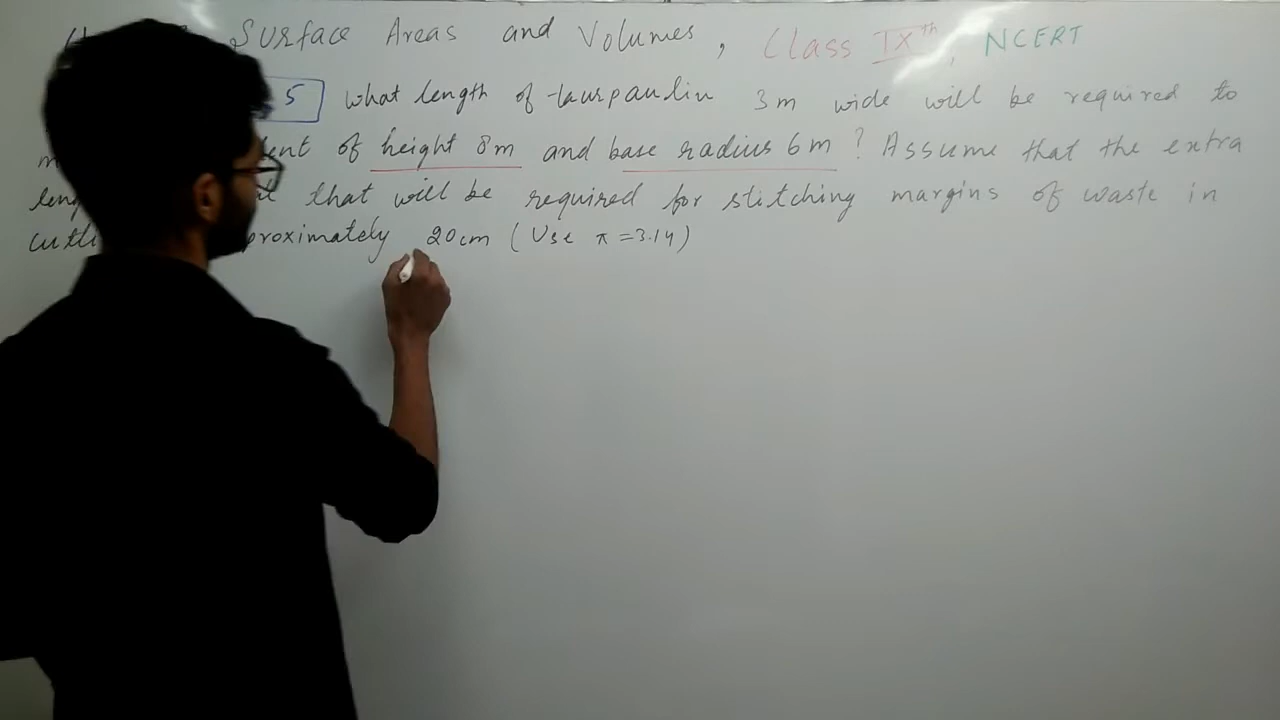 Surface Areas and Volumes, Class IXth, NCERT
5 What length of taurpaulin 3m wide will be required to
of height 8m and base radius 6m ? Assume that the extra
that will be required for stitching margins of waste in
20cm (Use π = 3.14)